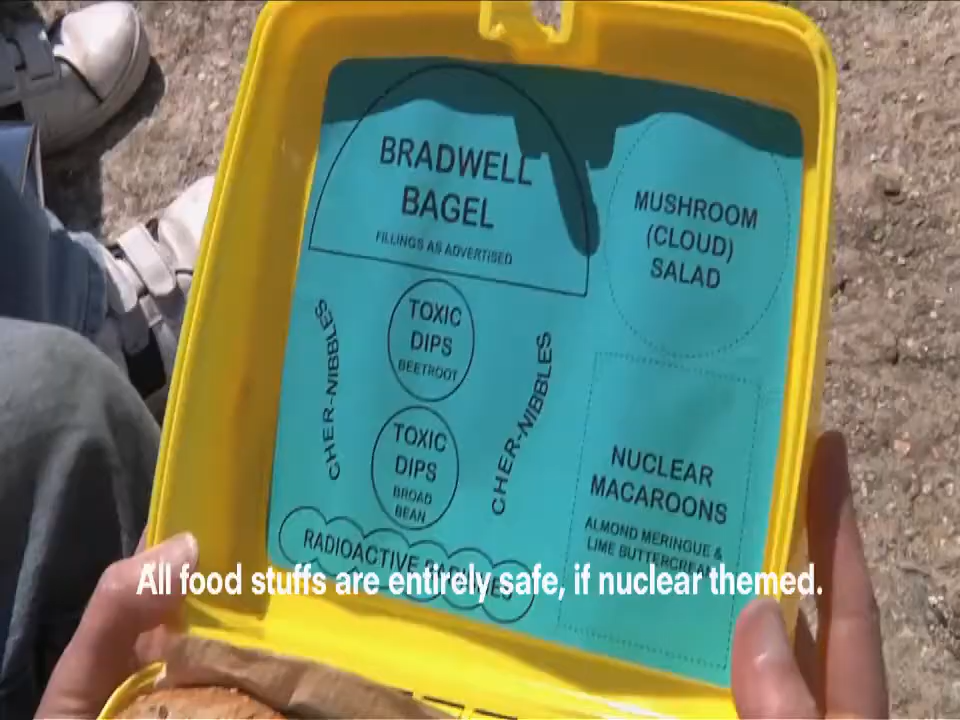 BRADWELL
BAGEL
FILLINGS AS ADVERTISED
MUSHROOM
(CLOUD)
SALAD
TOXIC
DIPS
BEETROOT
CHER-NIBBLES
CHER-NIBBLES
TOXIC
DIPS
BROAD
BEAN
NUCLEAR
MACAROONS
ALMOND MERINGUE &
LIME BUTTERCREAM
RADIOACTIVE
All food stuffs are entirely safe, if nuclear themed.